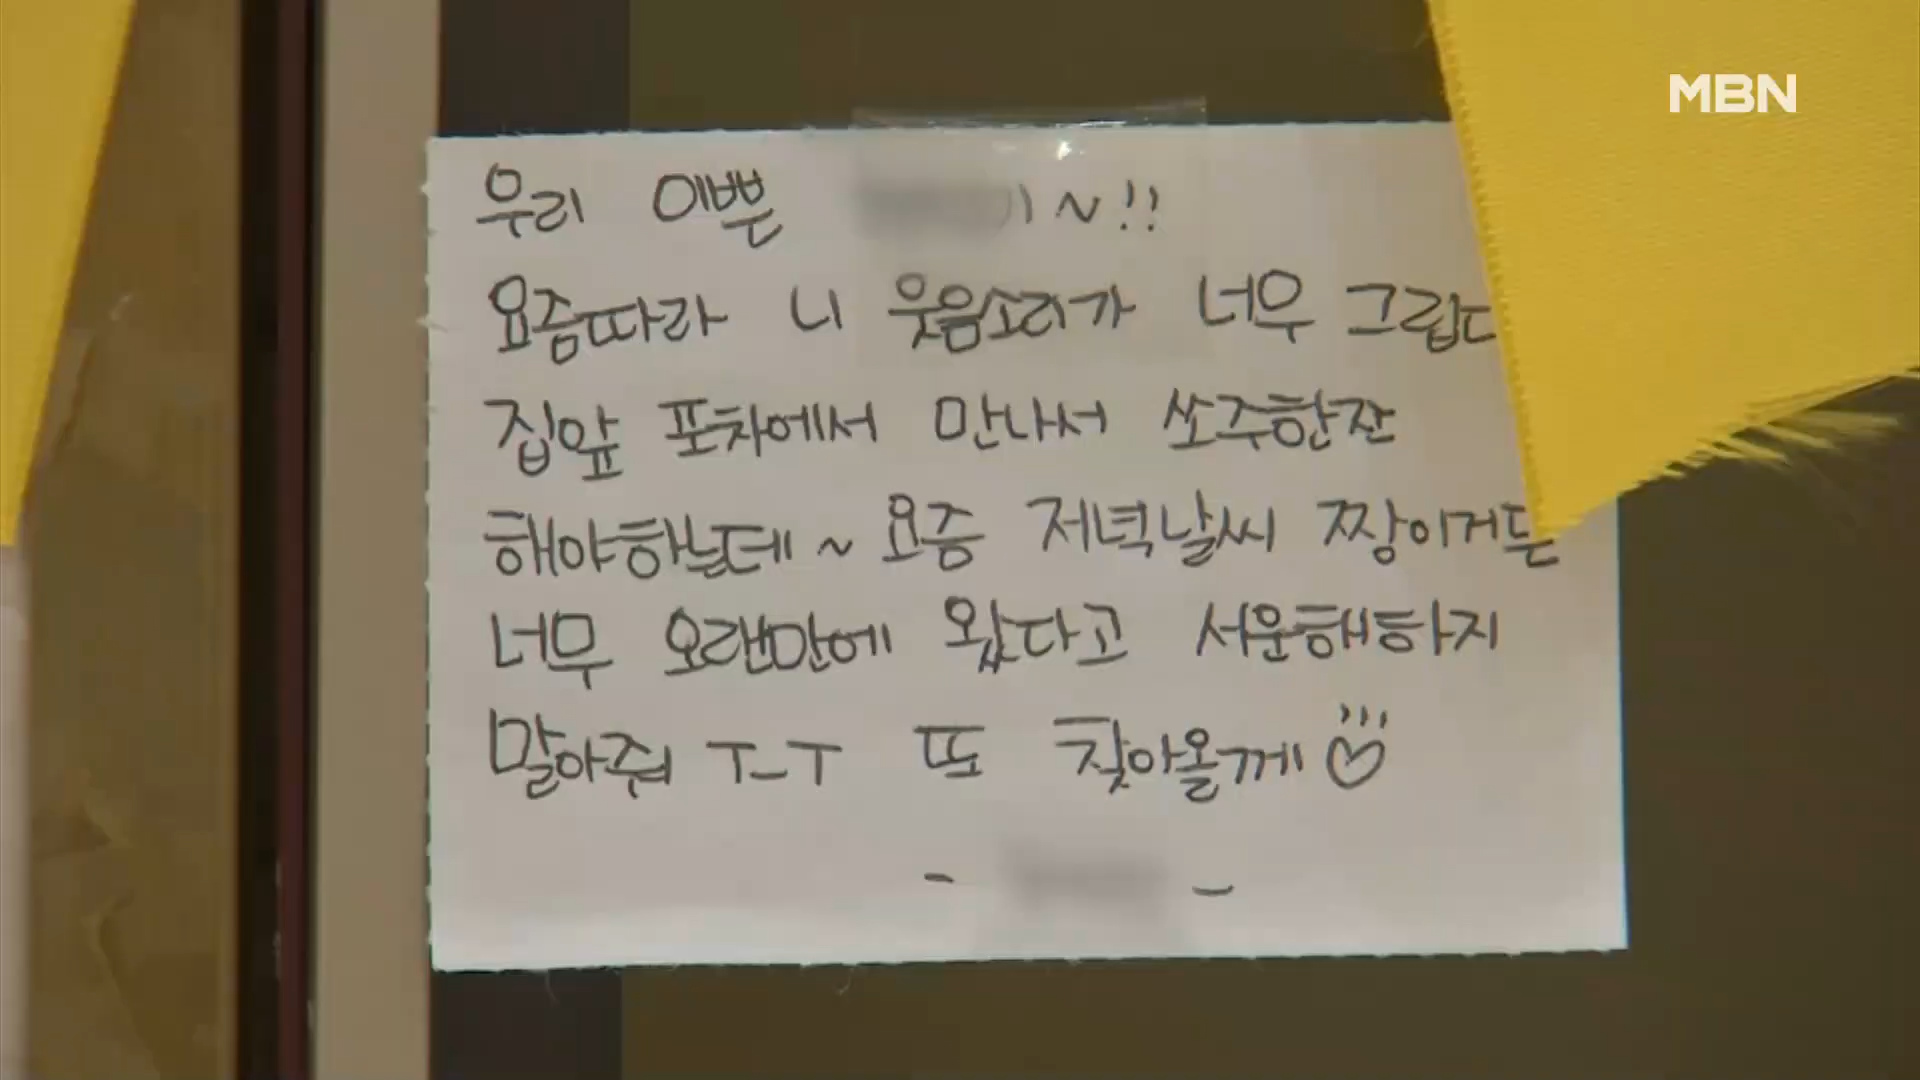 MBN
우리 이쁜 ~!!
요즘따라 니 웃음소리가 너무 그립
집앞 포차에서 만나서 쏘주한잔
해야하는데~ 요즘 저녁날씨 짱이거든
너무 오랜만에 왔다고 서운해하지
말아줘 ㅜ_ㅜ 또 찾아올께